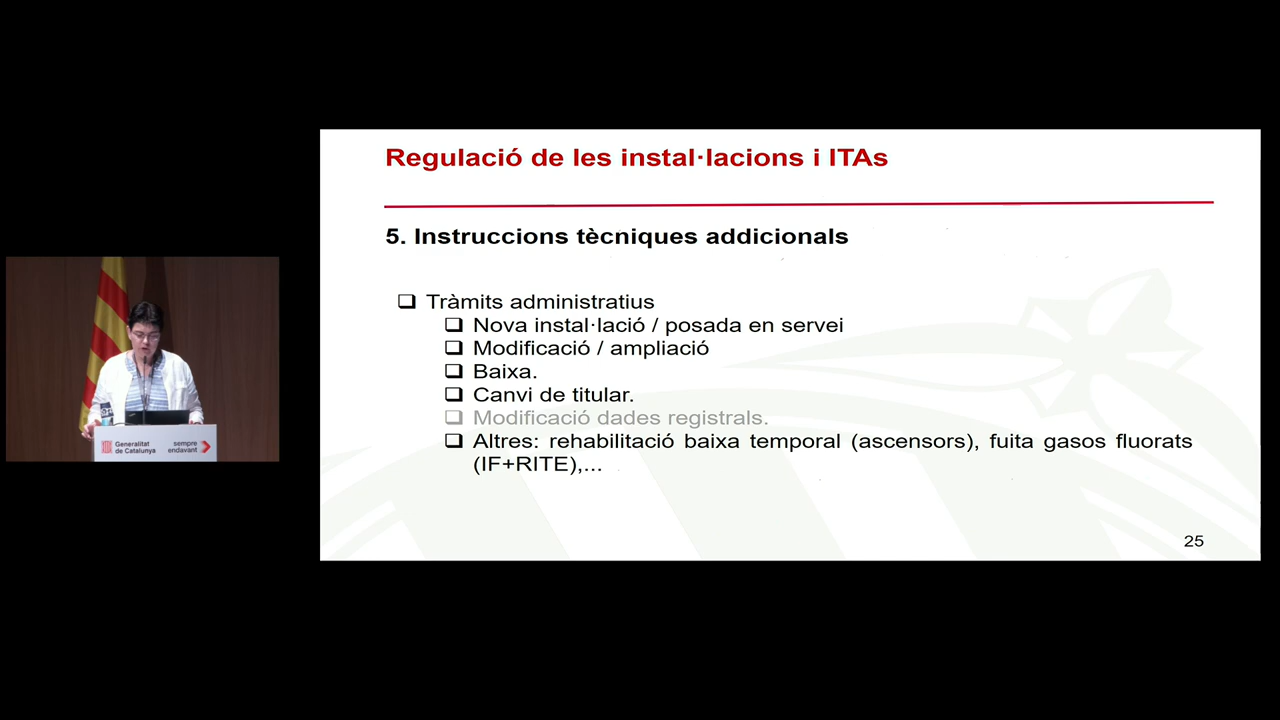 Regulació de les instal·lacions i ITAs
5. Instruccions tècniques addicionals
Tràmits administratius
Nova instal·lació / posada en servei
Modificació / ampliació
Baixa.
Canvi de titular.
Modificació dades registrals.
Altres: rehabilitació baixa temporal (ascensors), fuita gasos fluorats
(IF+RITE),...
25
Generalitat
de Catalunya
sempre
endavant